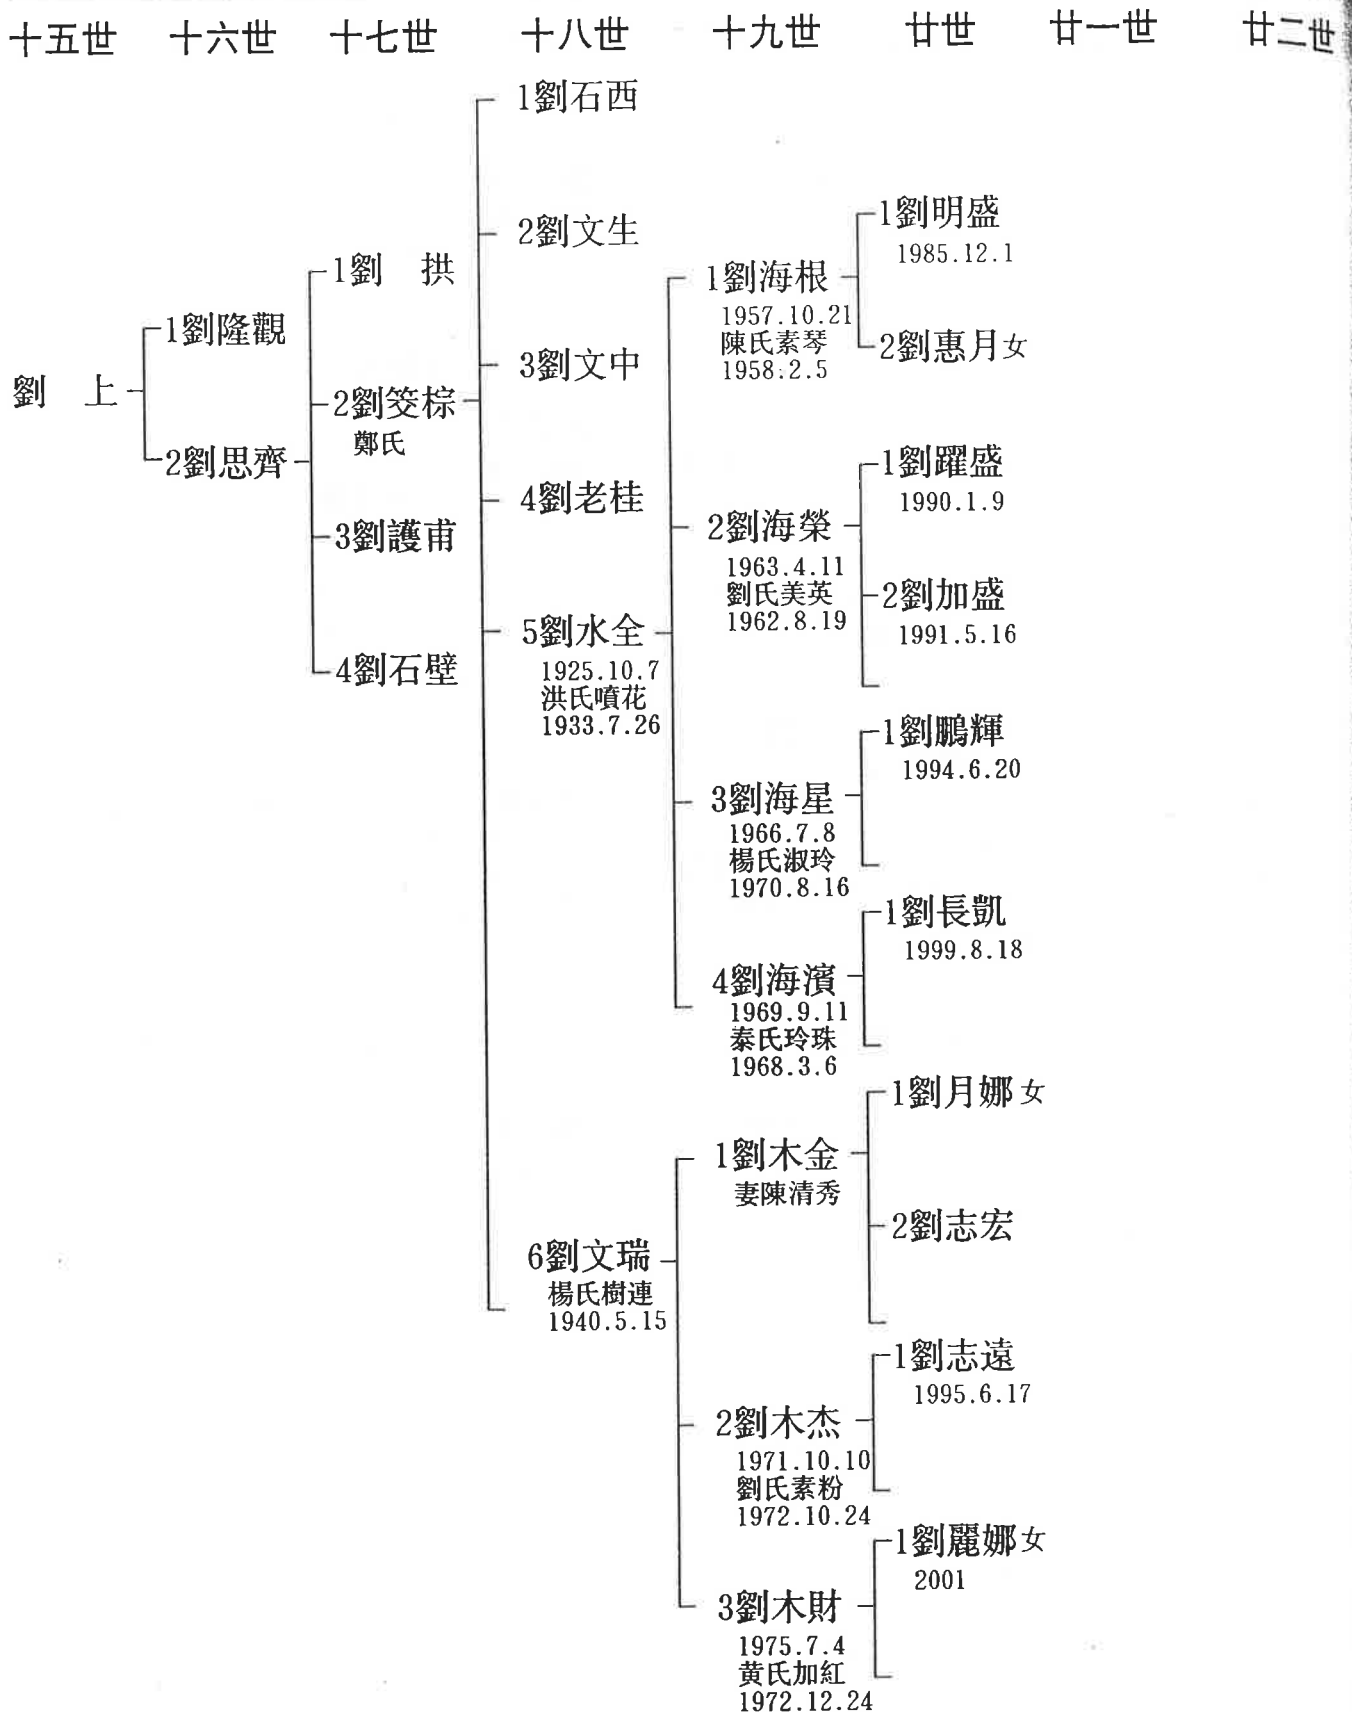 十五世 十六世 十七世 十八世 十九世 廿世 廿一世 廿二世
劉　上
1劉隆觀
2劉思齊
1劉　拱
2劉筊棕
鄭氏
3劉護甫
4劉石壁
1劉石西
2劉文生
3劉文中
4劉老桂
5劉水全
1925.10.7
洪氏噴花
1933.7.26
6劉文瑞
楊氏樹連
1940.5.15
1劉海根
1957.10.21
陳氏素琴
1958.2.5
2劉海榮
1963.4.11
劉氏美英
1962.8.19
3劉海星
1966.7.8
楊氏淑玲
1970.8.16
4劉海濱
1969.9.11
泰氏玲珠
1968.3.6
1劉木金
妻陳清秀
2劉木杰
1971.10.10
劉氏素粉
1972.10.24
3劉木財
1975.7.4
黄氏加紅
1972.12.24
1劉明盛
1985.12.1
2劉惠月女
1劉躍盛
1990.1.9
2劉加盛
1991.5.16
1劉鵬輝
1994.6.20
1劉長凱
1999.8.18
1劉月娜女
2劉志宏
1劉志遠
1995.6.17
1劉麗娜女
2001